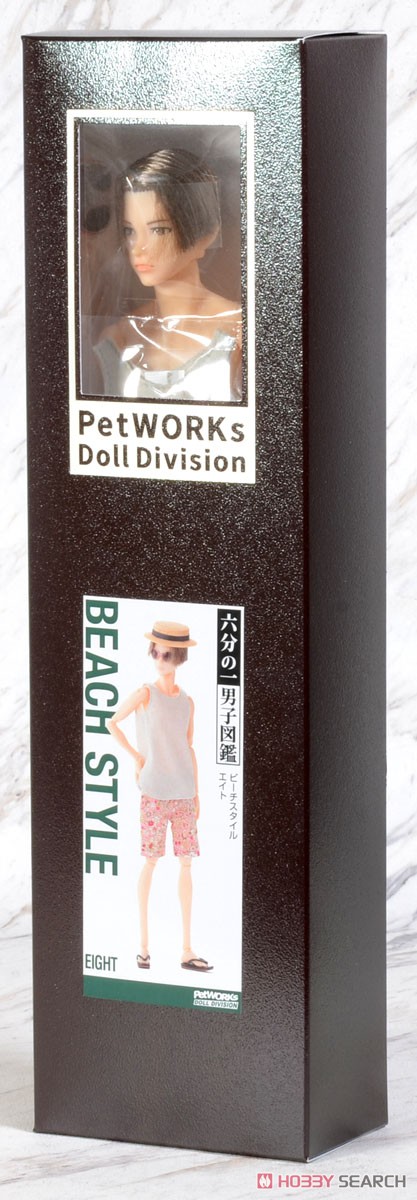 PetWORKs
Doll Division
BEACH STYLE
六分の一男子図鑑
ビーチスタイル
エイト
EIGHT
PetWORKs
DOLL DIVISION
HOBBY SEARCH